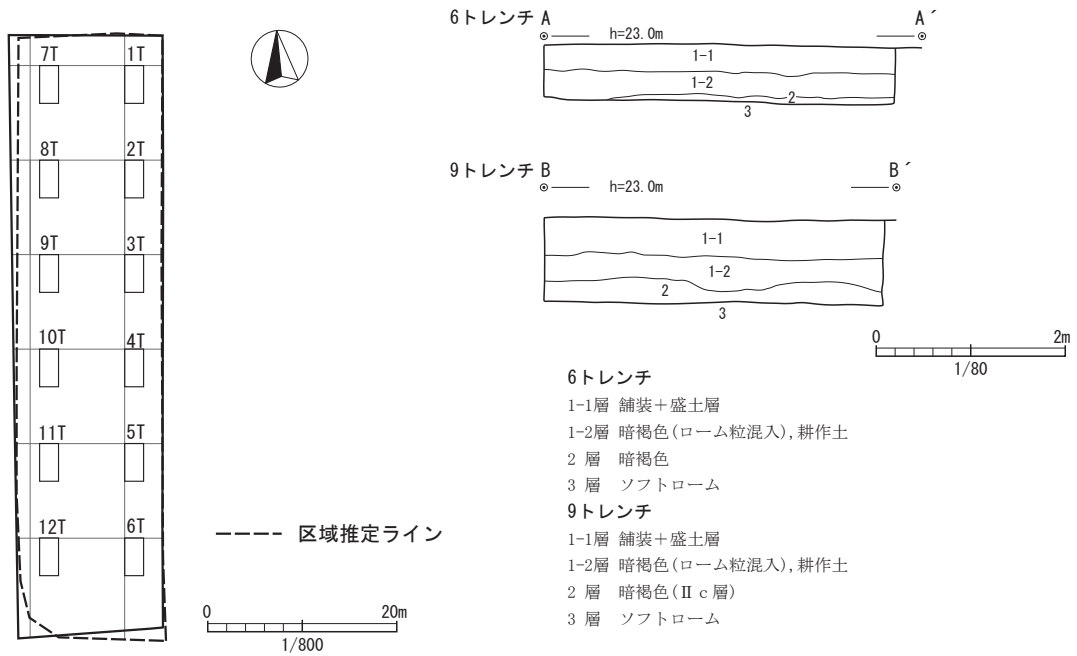 7T 1T
8T 2T
9T 3T
10T 4T
11T 5T
12T 6T
区域推定ライン
0 20m
1/800
6トレンチ A A´
h=23.0m
1-1
1-2
2
3
9トレンチ B B´
h=23.0m
1-1
1-2
2
3
0 2m
1/80
6トレンチ
1-1層 舗装＋盛土層
1-2層 暗褐色(ローム粒混入),耕作土
2 層 暗褐色
3 層 ソフトローム
9トレンチ
1-1層 舗装＋盛土層
1-2層 暗褐色(ローム粒混入),耕作土
2 層 暗褐色(Ⅱc層)
3 層 ソフトローム